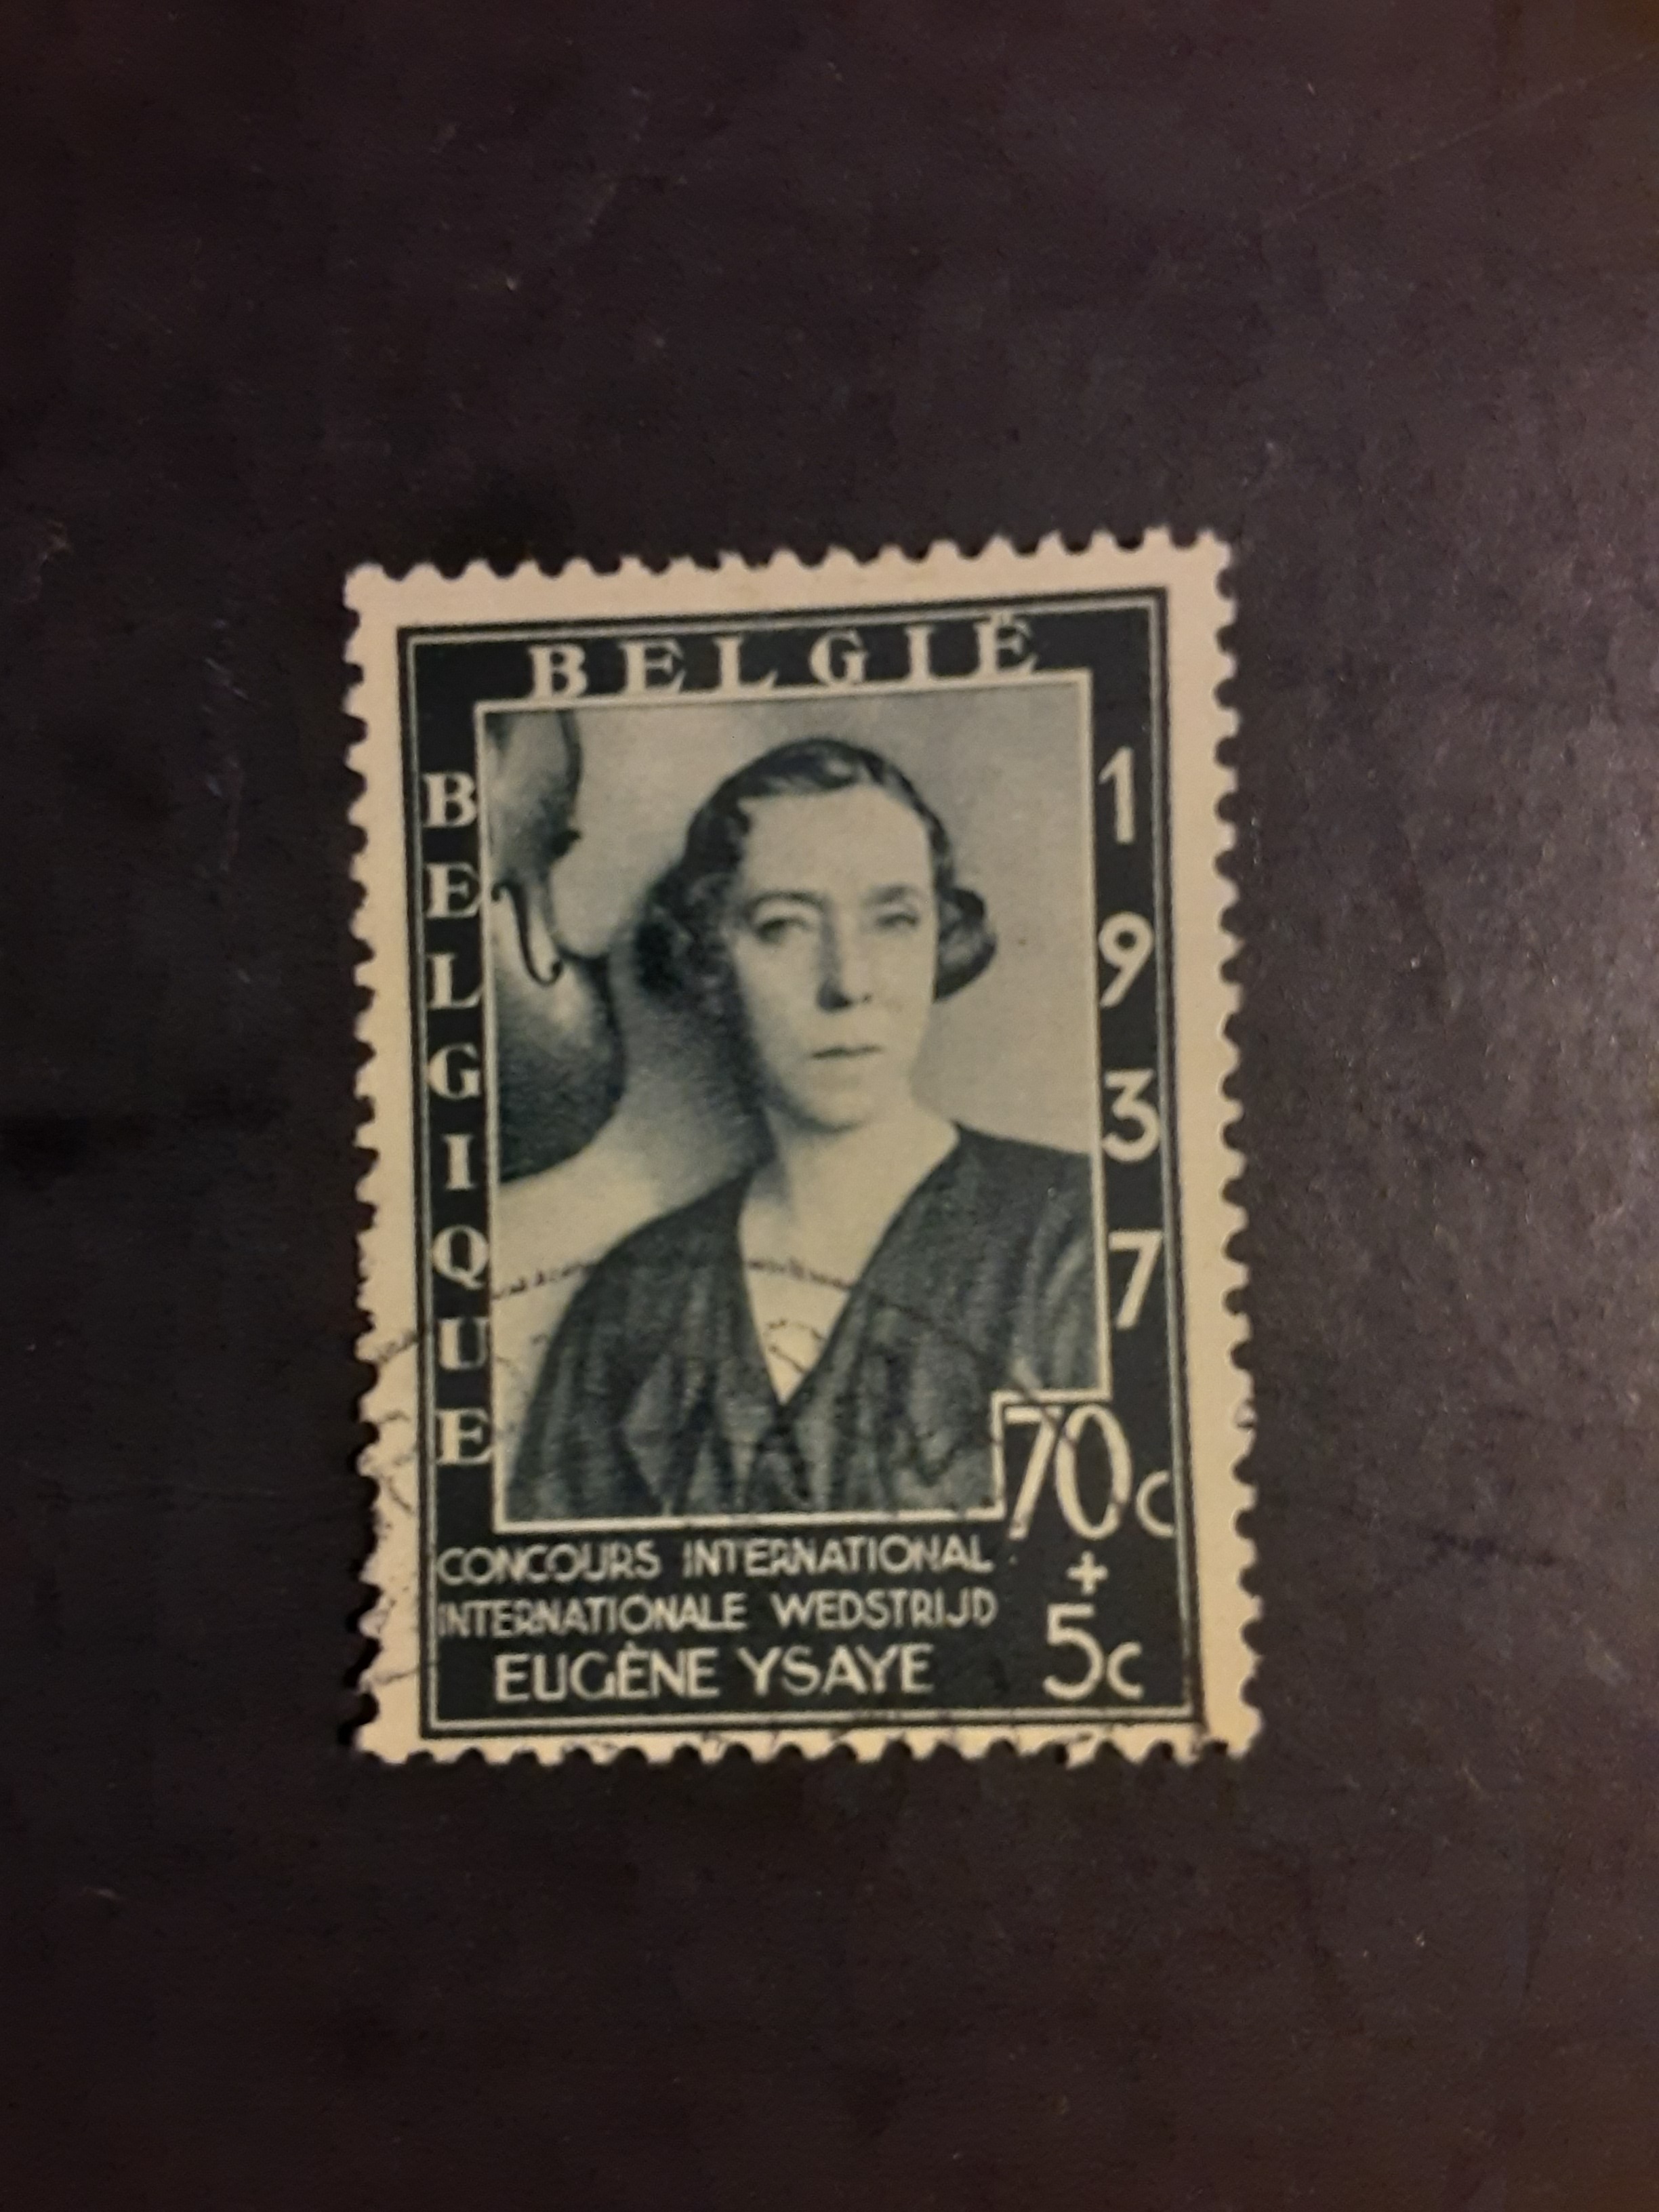 BELGIË
BELGIQUE
1937
70c
+
5c
CONCOURS INTERNATIONAL
INTERNATIONALE WEDSTRIJD
EUGÈNE YSAYE